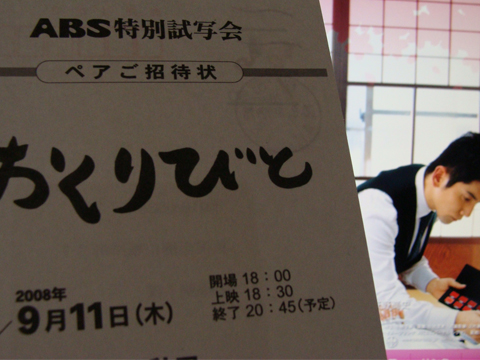 ABS特別試写会
ペアご招待状
おくりびと
2008年
9月11日(木)
開場 18：00
上映 18：30
終了 20：45(予定)